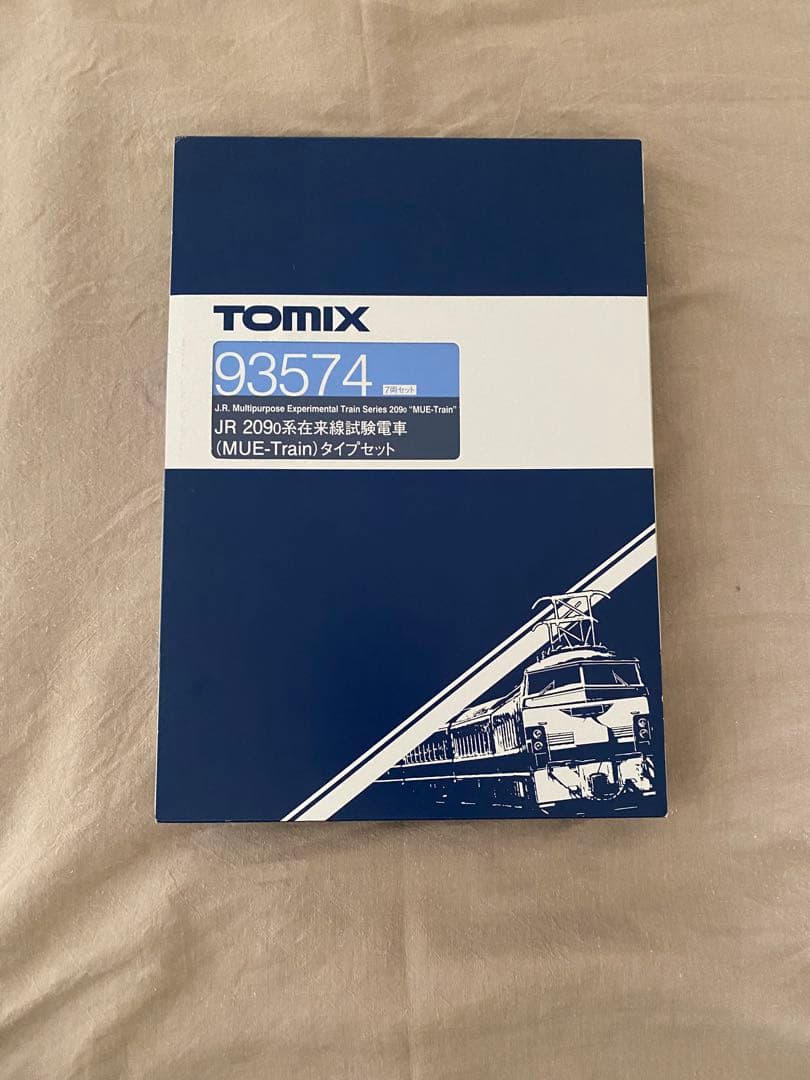 TOMIX
93574 7両セット
J.R. Multipurpose Experimental Train Series 209₀ "MUE-Train"
JR 209₀系在来線試験電車
(MUE-Train)タイプセット